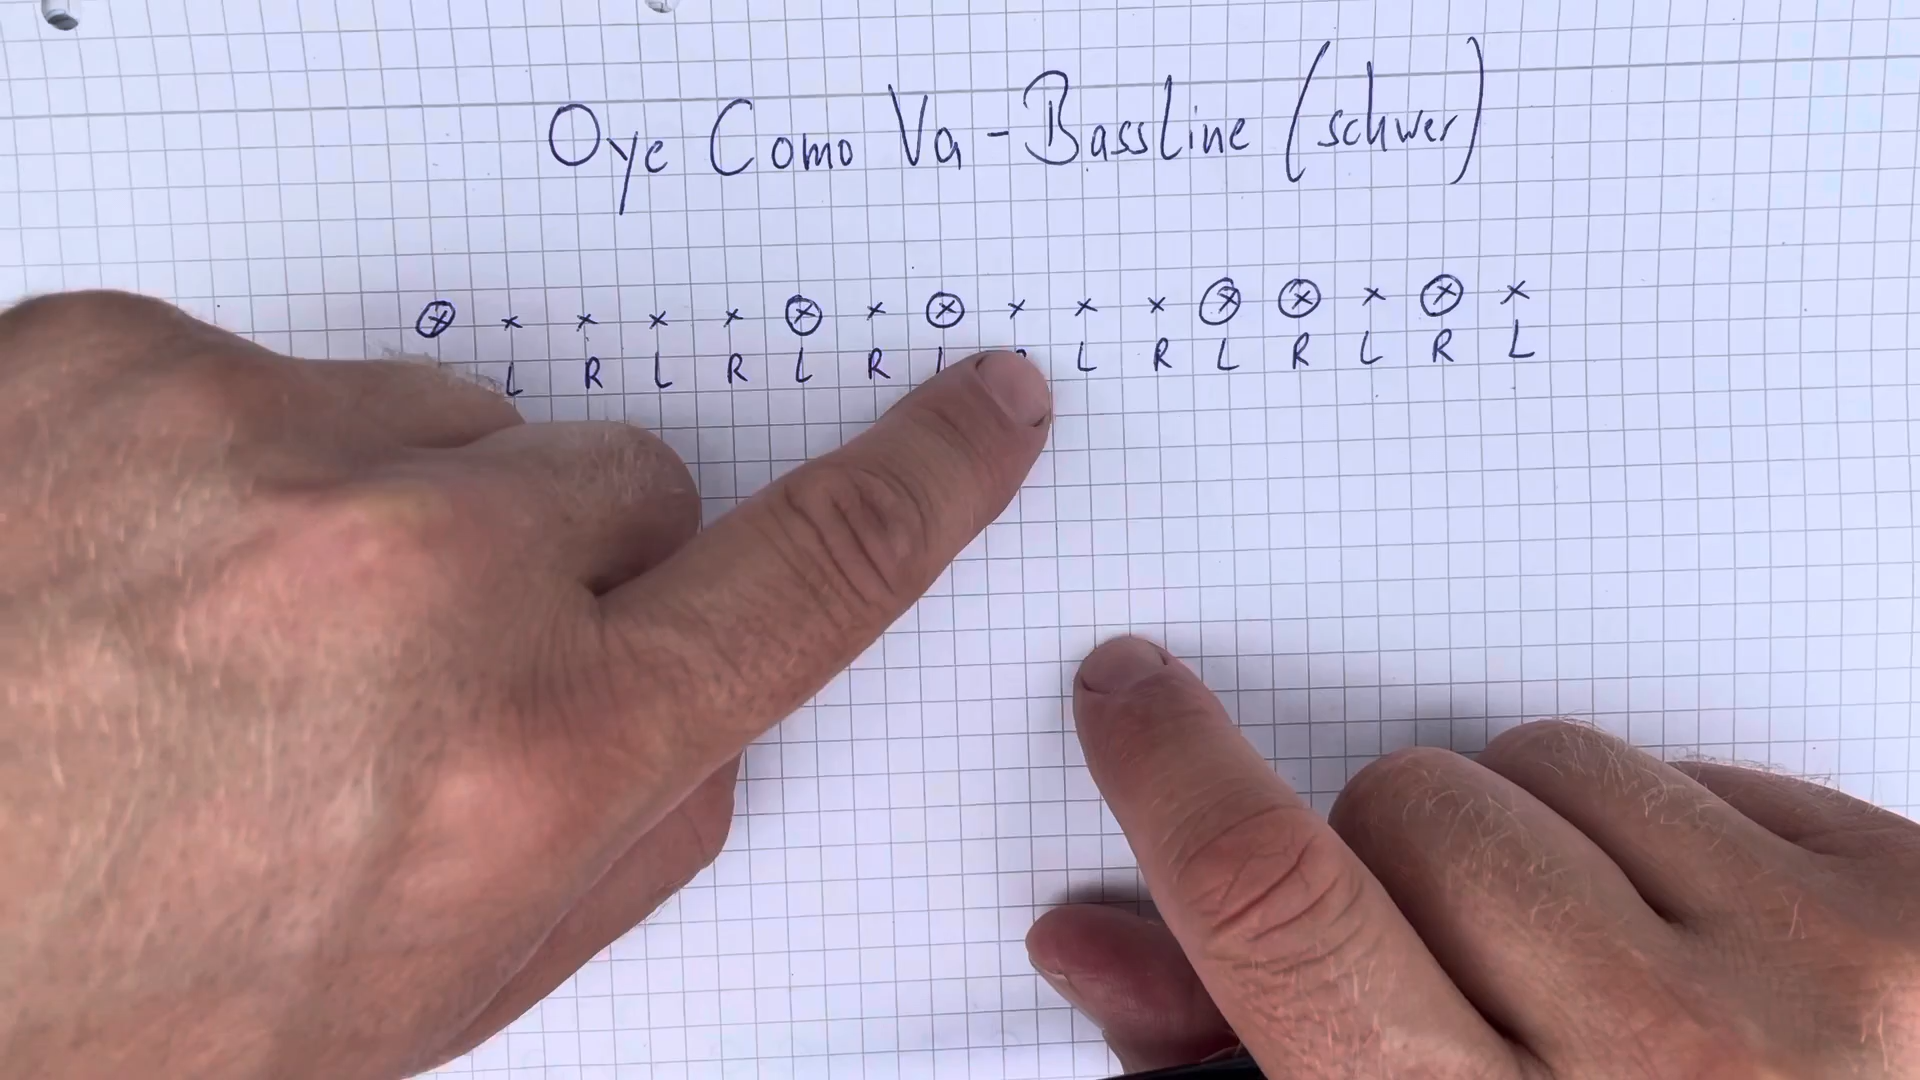 Oye Como Va - Bassline (schwer)
ⓧ x x x x ⓧ x ⓧ x x x ⓧ ⓧ x ⓧ x
L R L R L R L L R L R L R L